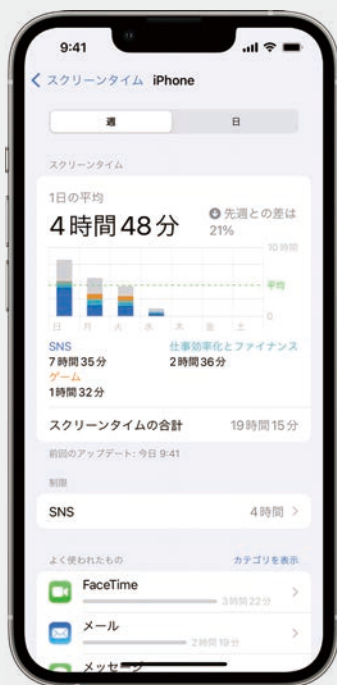 9:41
スクリーンタイム iPhone
週 日
スクリーンタイム
1日の平均
4時間48分
先週との差は
21%
10時間
平均
0
日 月 火 水 木 金 土
SNS 仕事効率化とファイナンス
7時間35分 2時間36分
ゲーム
1時間32分
スクリーンタイムの合計 19時間15分
前回のアップデート: 今日 9:41
制限
SNS 4時間
よく使われたもの カテゴリを表示
FaceTime
3時間22分
メール
2時間19分
メッセージ